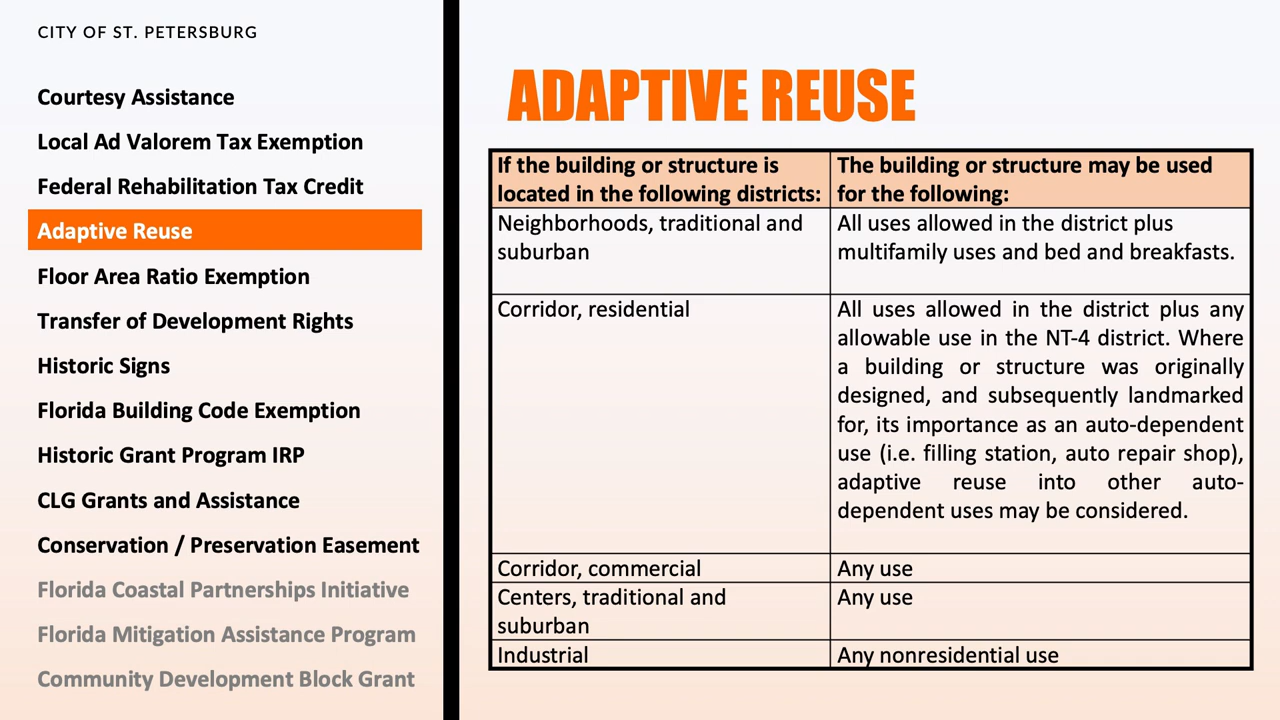 CITY OF ST. PETERSBURG
Courtesy Assistance
Local Ad Valorem Tax Exemption
Federal Rehabilitation Tax Credit
Adaptive Reuse
Floor Area Ratio Exemption
Transfer of Development Rights
Historic Signs
Florida Building Code Exemption
Historic Grant Program IRP
CLG Grants and Assistance
Conservation / Preservation Easement
Florida Coastal Partnerships Initiative
Florida Mitigation Assistance Program
Community Development Block Grant
ADAPTIVE REUSE
If the building or structure is
located in the following districts:
The building or structure may be used
for the following:
Neighborhoods, traditional and
suburban
All uses allowed in the district plus
multifamily uses and bed and breakfasts.
Corridor, residential
All uses allowed in the district plus any
allowable use in the NT-4 district. Where
a building or structure was originally
designed, and subsequently landmarked
for, its importance as an auto-dependent
use (i.e. filling station, auto repair shop),
adaptive reuse into other auto-
dependent uses may be considered.
Corridor, commercial
Any use
Centers, traditional and
suburban
Any use
Industrial
Any nonresidential use